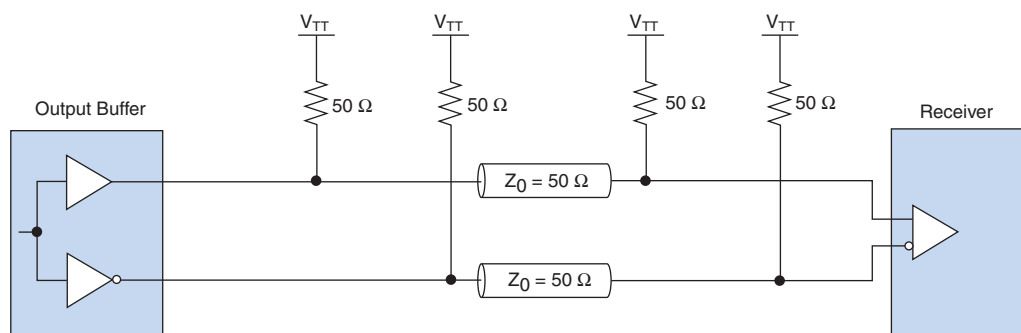 V_TT V_TT V_TT V_TT
50 Ω 50 Ω 50 Ω 50 Ω
Output Buffer Receiver
Z_0 = 50 Ω
Z_0 = 50 Ω